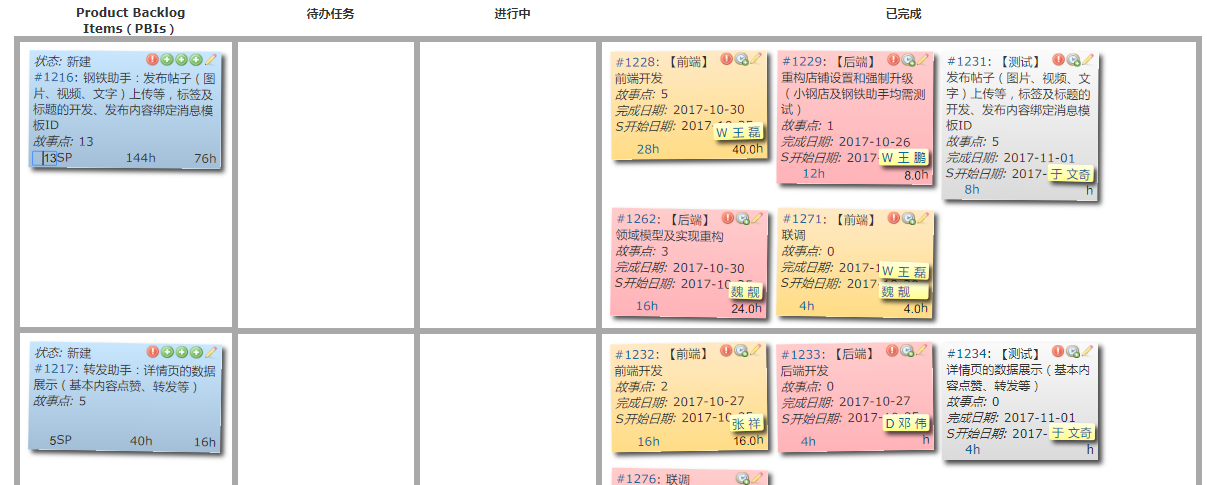 Product Backlog
Items（PBIs）
待办任务
进行中
已完成
状态: 新建
#1216: 钢铁助手：发布帖子（图
片、视频、文字）上传等，标签及
标题的开发、发布内容绑定消息模
板ID
故事点: 13
13SP 144h 76h
#1228: 【前端】
前端开发
故事点: 5
完成日期: 2017-10-30
S开始日期: 2017-
W 王 磊
28h 40.0h
#1229: 【后端】
重构店铺设置和强制升级
（小钢店及钢铁助手均需测
试）
故事点: 1
完成日期: 2017-10-26
S开始日期: 2017-
W 王 鹏
12h 8.0h
#1231: 【测试】
发布帖子（图片、视频、文
字）上传等，标签及标题的
开发、发布内容绑定消息模
板ID
故事点: 5
完成日期: 2017-11-01
S开始日期: 2017-
于 文奇
8h h
#1262: 【后端】
领域模型及实现重构
故事点: 3
完成日期: 2017-10-30
S开始日期: 2017-
魏 靓
16h 24.0h
#1271: 【前端】
联调
故事点: 0
完成日期: 2017-
W 王 磊
S开始日期: 2017-
魏 靓
4h 4.0h
状态: 新建
#1217: 转发助手：详情页的数据
展示（基本内容点赞、转发等）
故事点: 5
5SP 40h 16h
#1232: 【前端】
前端开发
故事点: 2
完成日期: 2017-10-27
S开始日期: 2017-
张 祥
16h 16.0h
#1233: 【后端】
后端开发
故事点: 0
完成日期: 2017-10-27
S开始日期: 2017-
D 邓 伟
4h h
#1234: 【测试】
详情页的数据展示（基本内
容点赞、转发等）
故事点: 0
完成日期: 2017-11-01
S开始日期: 2017-
于 文奇
4h h
#1276: 联调